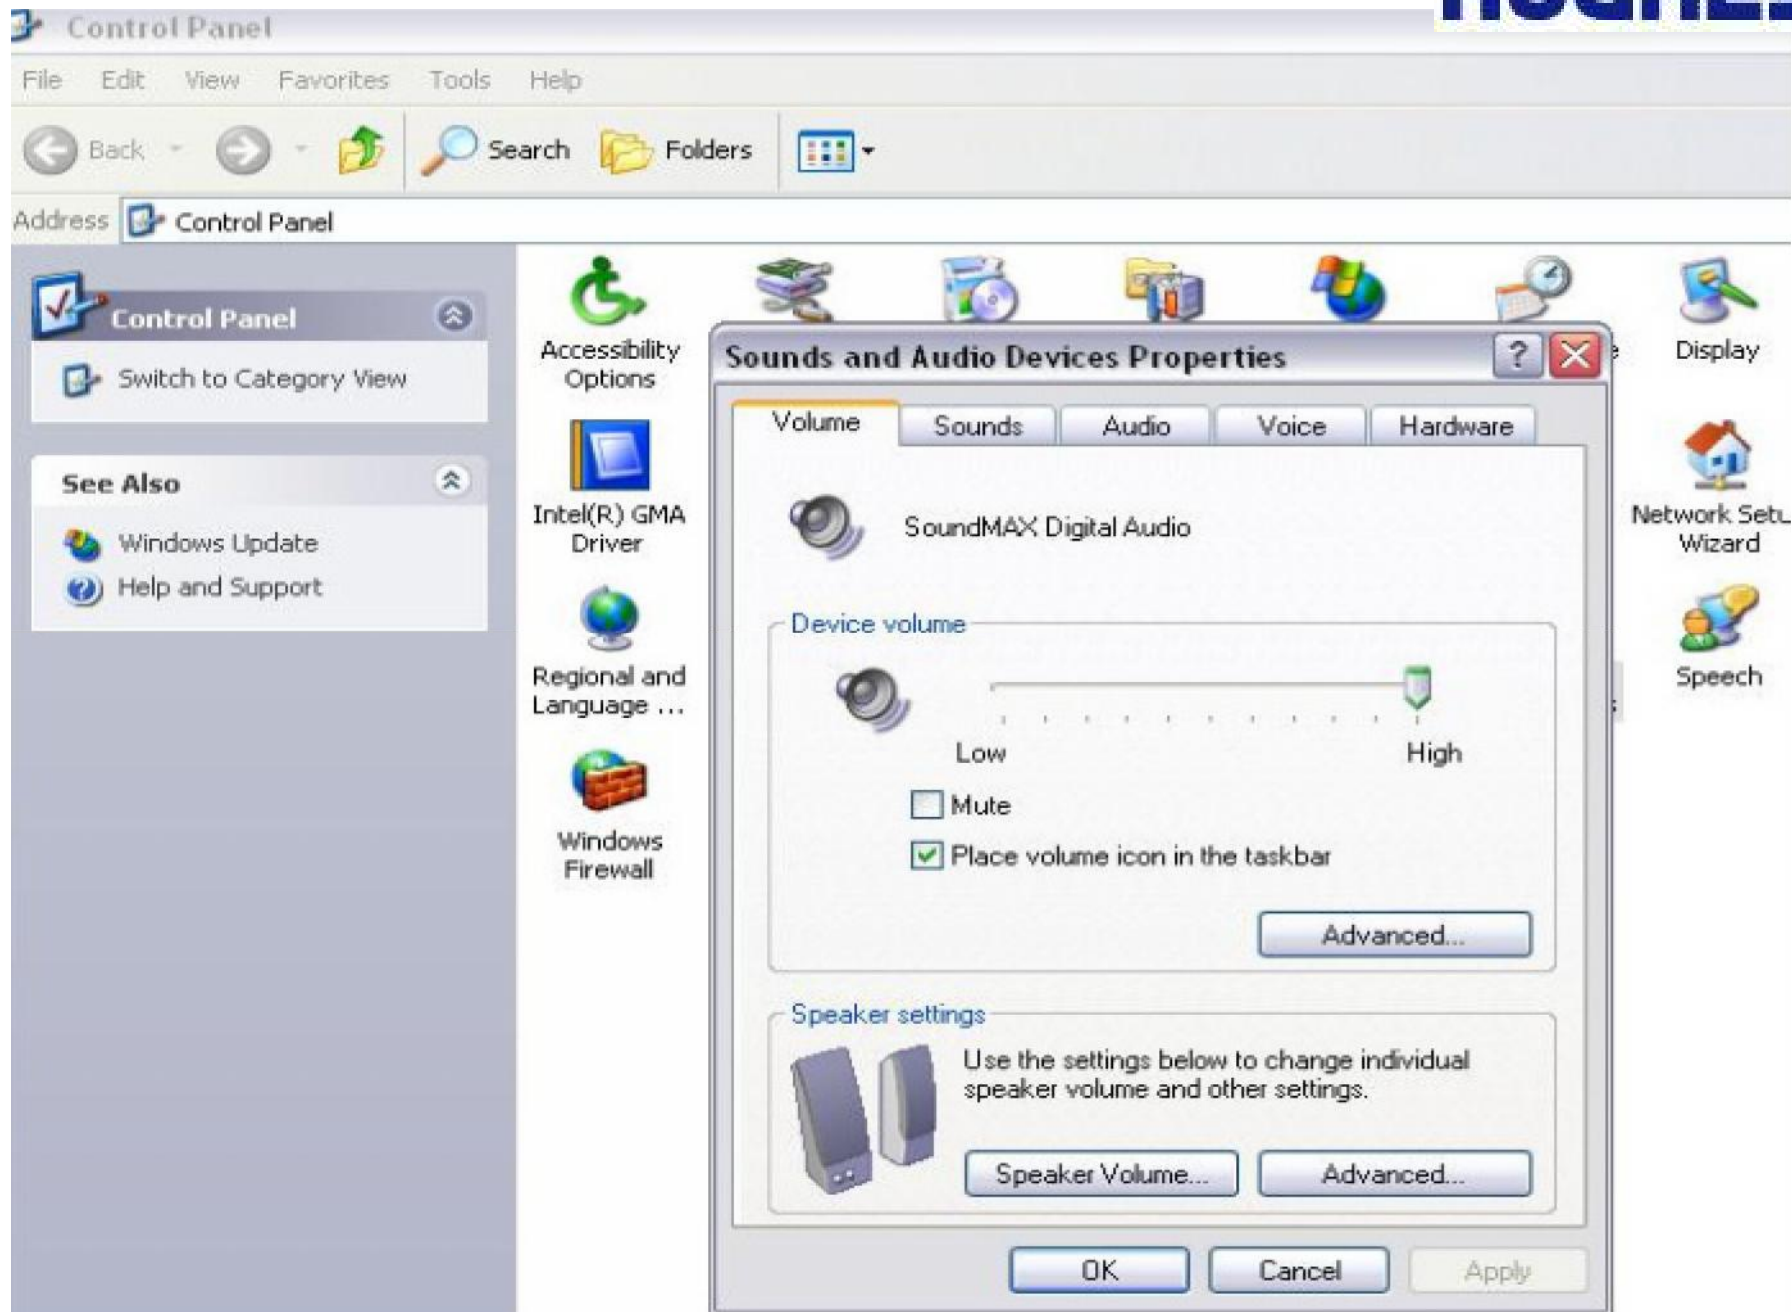 Control Panel
File Edit View Favorites Tools Help
Back Search Folders
Address Control Panel
Control Panel
Switch to Category View
See Also
Windows Update
Help and Support
Accessibility
Options
Intel(R) GMA
Driver
Regional and
Language ...
Windows
Firewall
Display
Network Setu
Wizard
Speech
Sounds and Audio Devices Properties
Volume Sounds Audio Voice Hardware
SoundMAX Digital Audio
Device volume
Low High
Mute
Place volume icon in the taskbar
Advanced...
Speaker settings
Use the settings below to change individual
speaker volume and other settings.
Speaker Volume... Advanced...
OK Cancel Apply